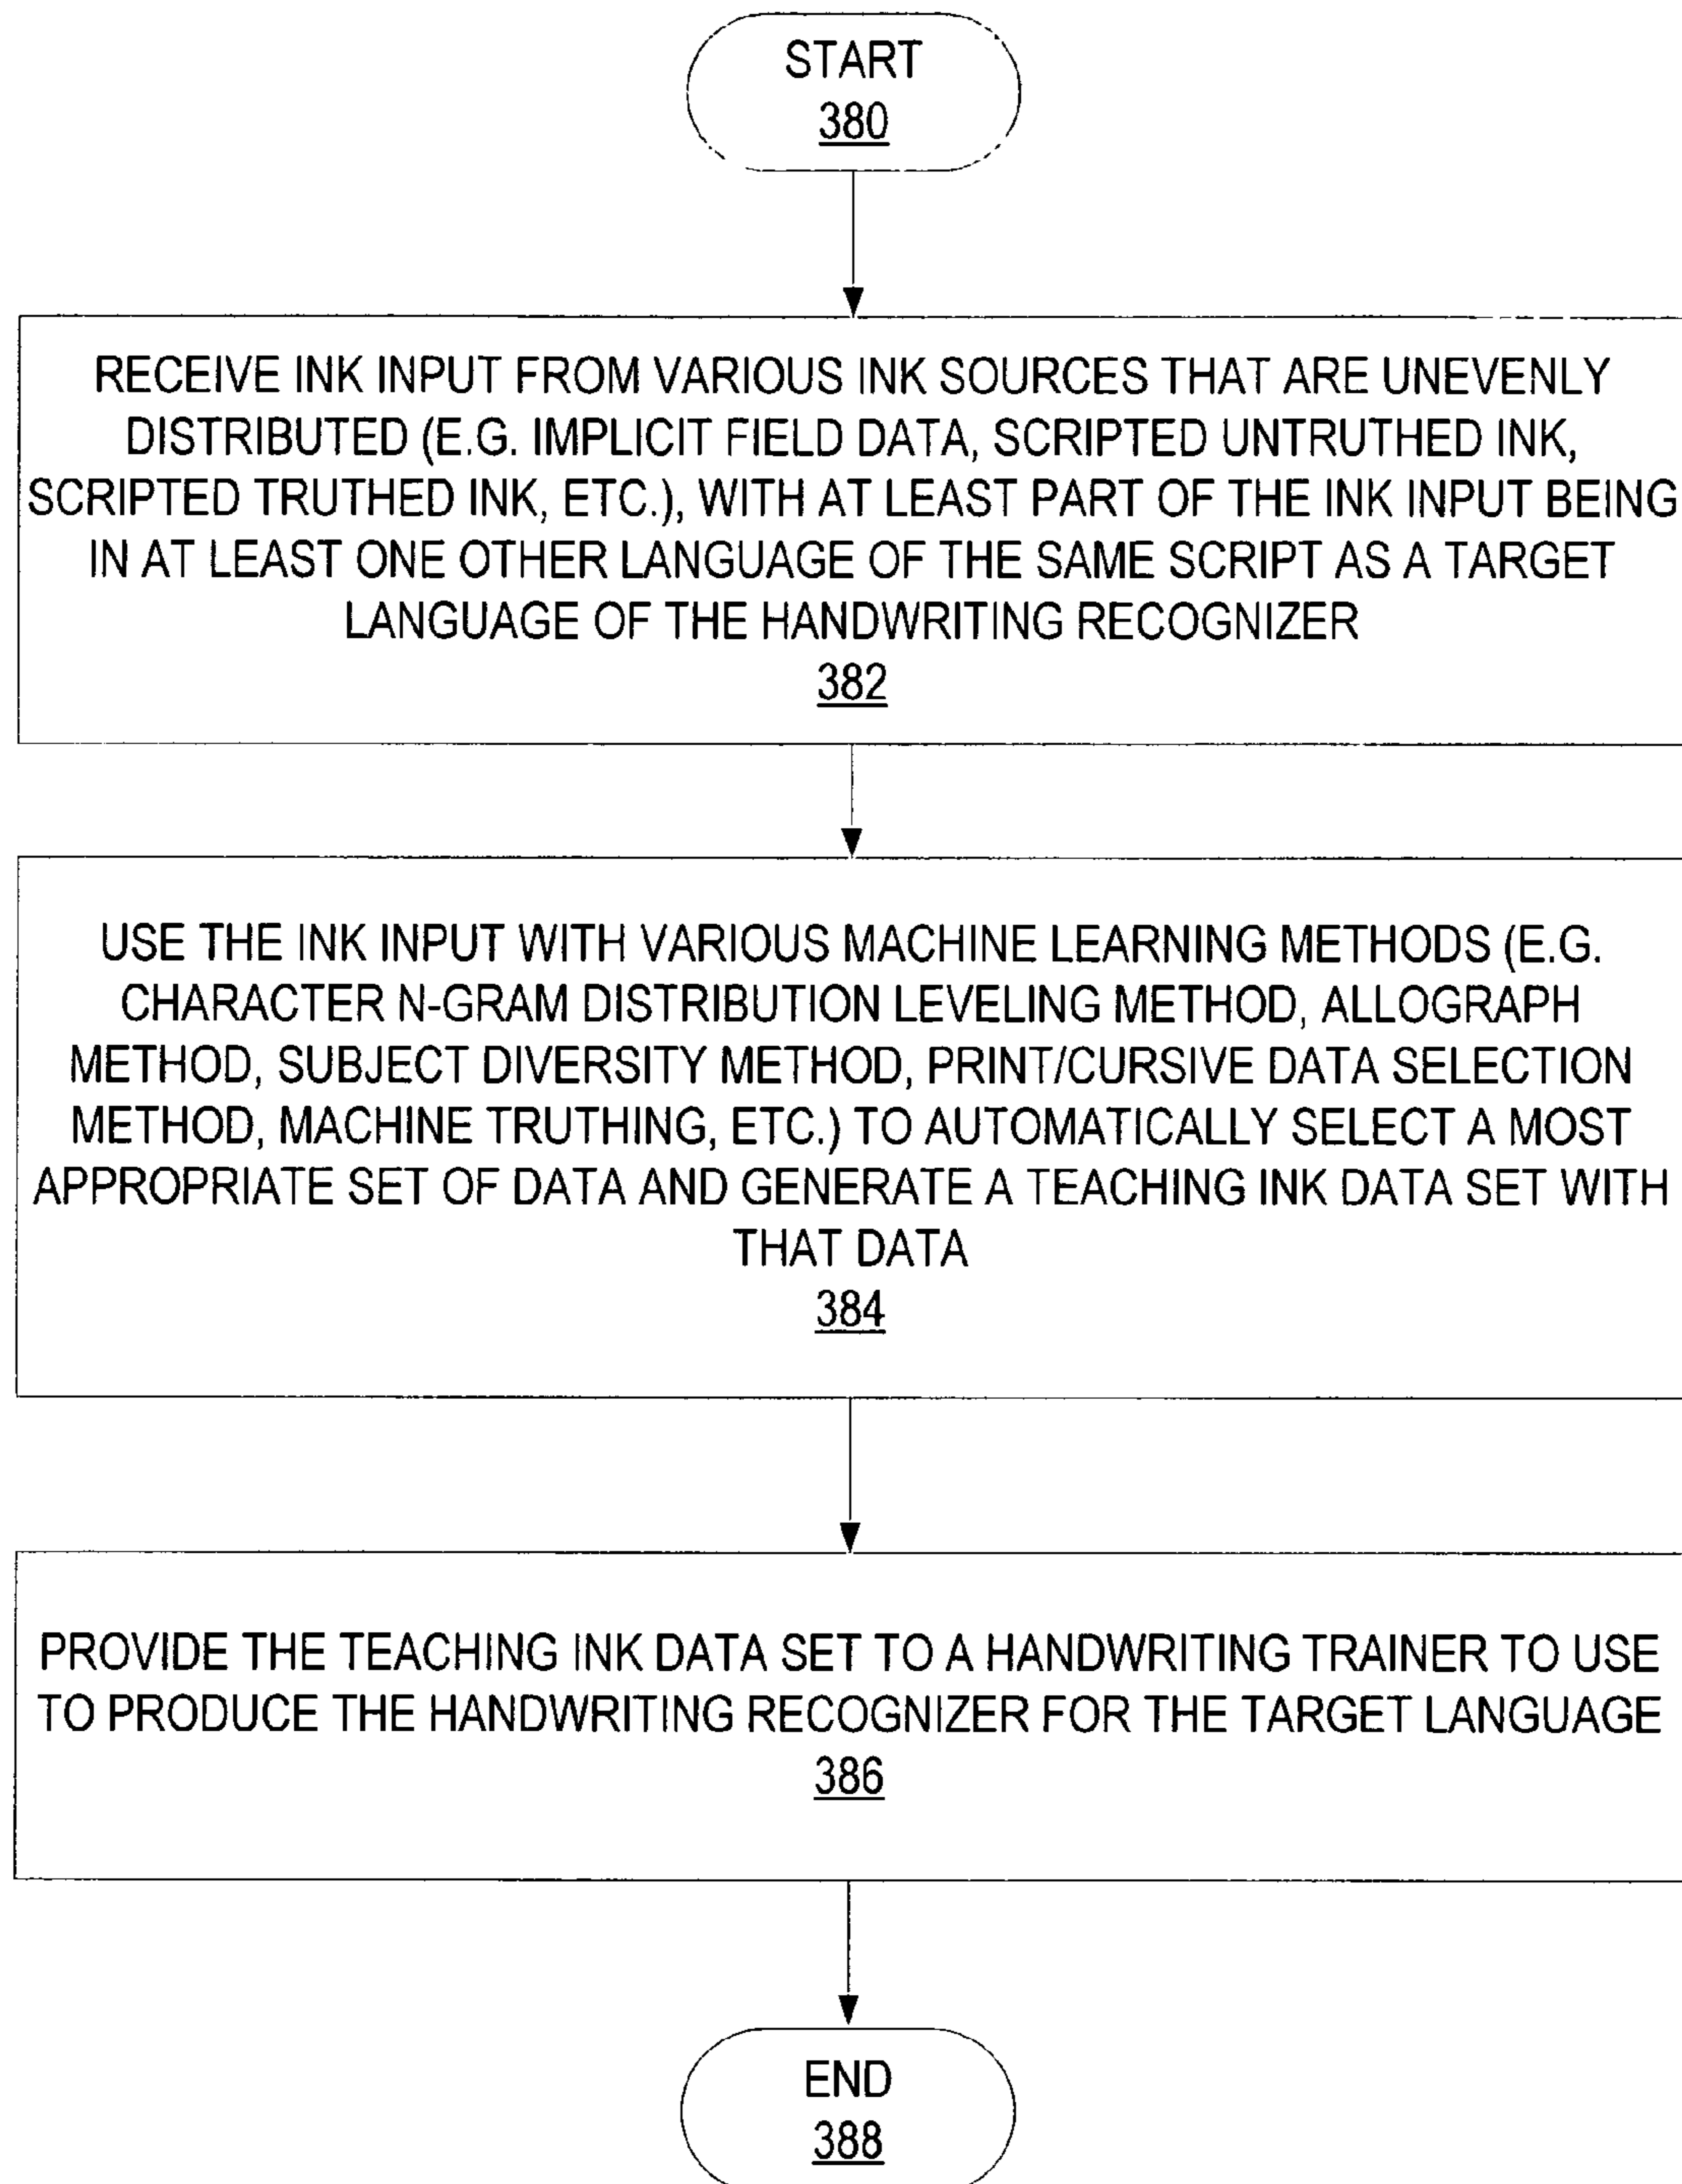 START
380
RECEIVE INK INPUT FROM VARIOUS INK SOURCES THAT ARE UNEVENLY
DISTRIBUTED (E.G. IMPLICIT FIELD DATA, SCRIPTED UNTRUTHED INK,
SCRIPTED TRUTHED INK, ETC.), WITH AT LEAST PART OF THE INK INPUT BEING
IN AT LEAST ONE OTHER LANGUAGE OF THE SAME SCRIPT AS A TARGET
LANGUAGE OF THE HANDWRITING RECOGNIZER
382
USE THE INK INPUT WITH VARIOUS MACHINE LEARNING METHODS (E.G.
CHARACTER N-GRAM DISTRIBUTION LEVELING METHOD, ALLOGRAPH
METHOD, SUBJECT DIVERSITY METHOD, PRINT/CURSIVE DATA SELECTION
METHOD, MACHINE TRUTHING, ETC.) TO AUTOMATICALLY SELECT A MOST
APPROPRIATE SET OF DATA AND GENERATE A TEACHING INK DATA SET WITH
THAT DATA
384
PROVIDE THE TEACHING INK DATA SET TO A HANDWRITING TRAINER TO USE
TO PRODUCE THE HANDWRITING RECOGNIZER FOR THE TARGET LANGUAGE
386
END
388